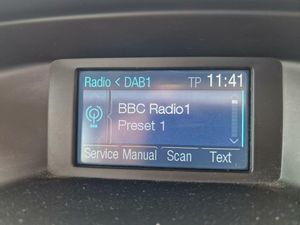 Radio < DAB1 TP 11:41
BBC Radio1
Preset 1
Service Manual Scan Text